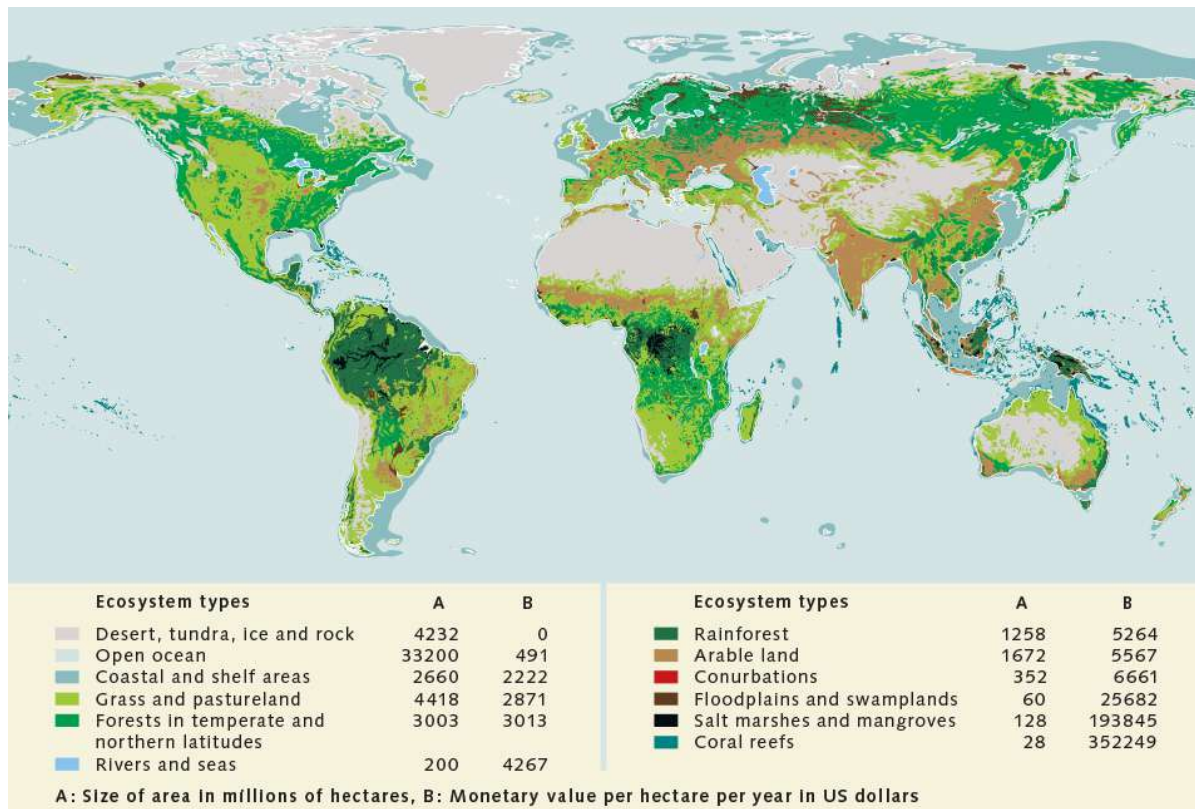 Ecosystem types A B
Desert, tundra, ice and rock 4232 0
Open ocean 33200 491
Coastal and shelf areas 2660 2222
Grass and pastureland 4418 2871
Forests in temperate and 3003 3013
northern latitudes
Rivers and seas 200 4267
Ecosystem types A B
Rainforest 1258 5264
Arable land 1672 5567
Conurbations 352 6661
Floodplains and swamplands 60 25682
Salt marshes and mangroves 128 193845
Coral reefs 28 352249
A: Size of area in millions of hectares, B: Monetary value per hectare per year in US dollars